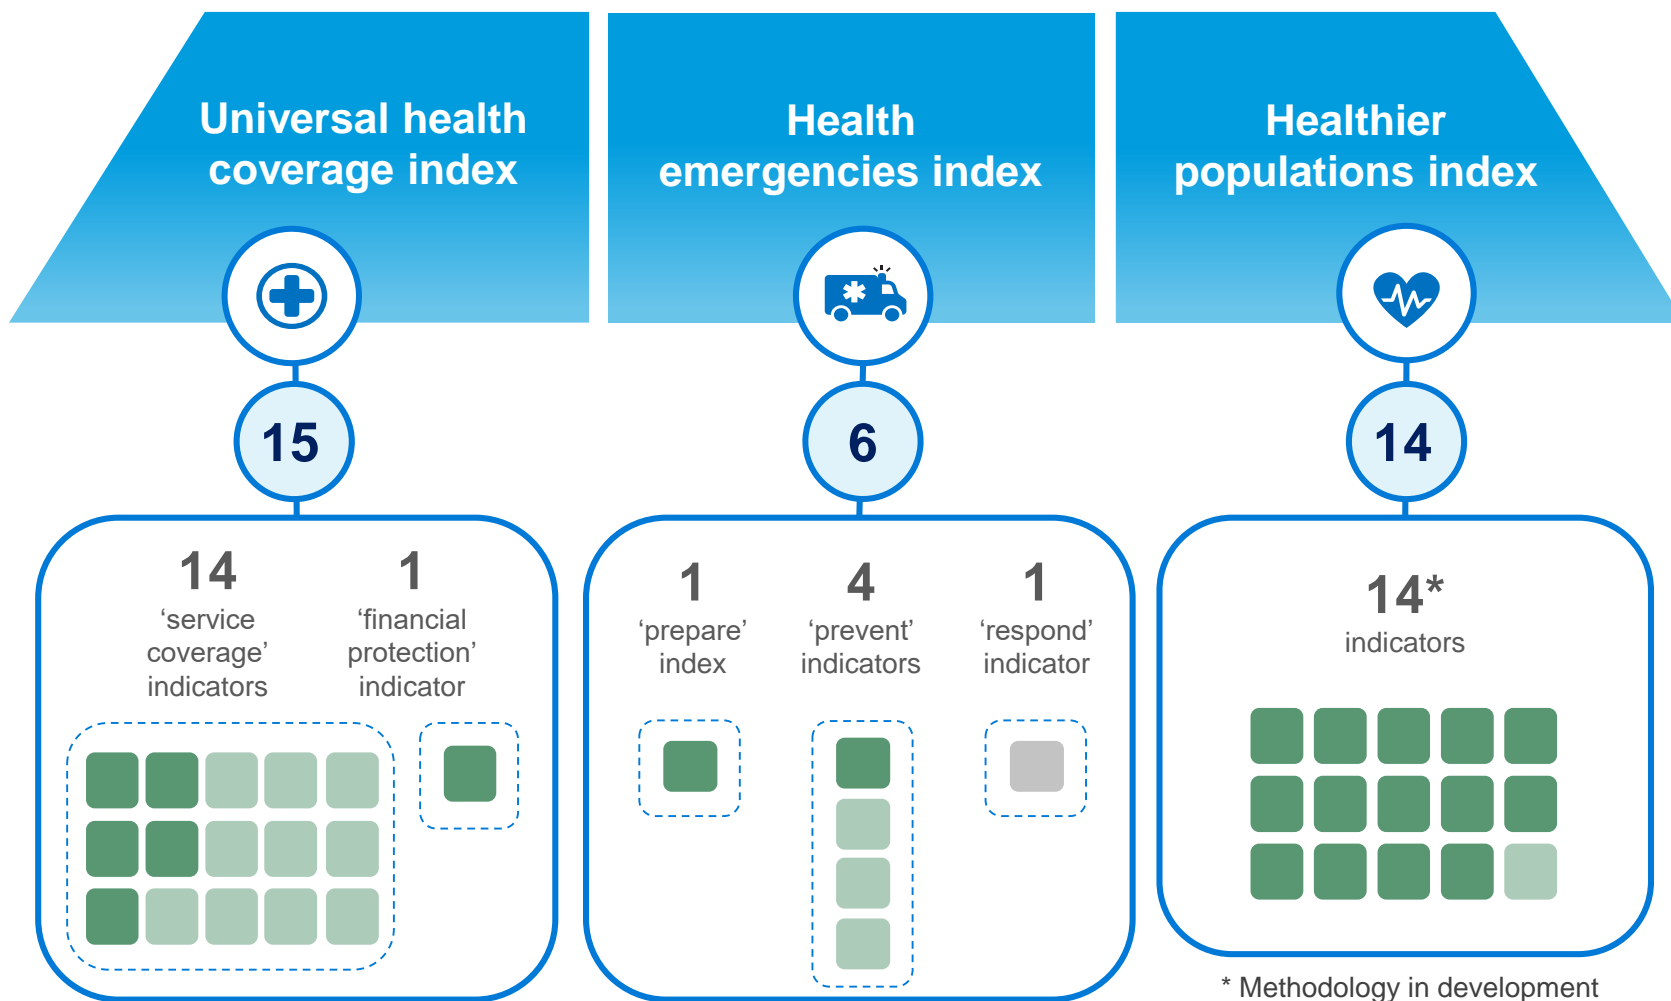 Universal health
coverage index
Health
emergencies index
Healthier
populations index
15
6
14
14
‘service
coverage’
indicators
1
‘financial
protection’
indicator
1
‘prepare’
index
4
‘prevent’
indicators
1
‘respond’
indicator
14*
indicators
* Methodology in development